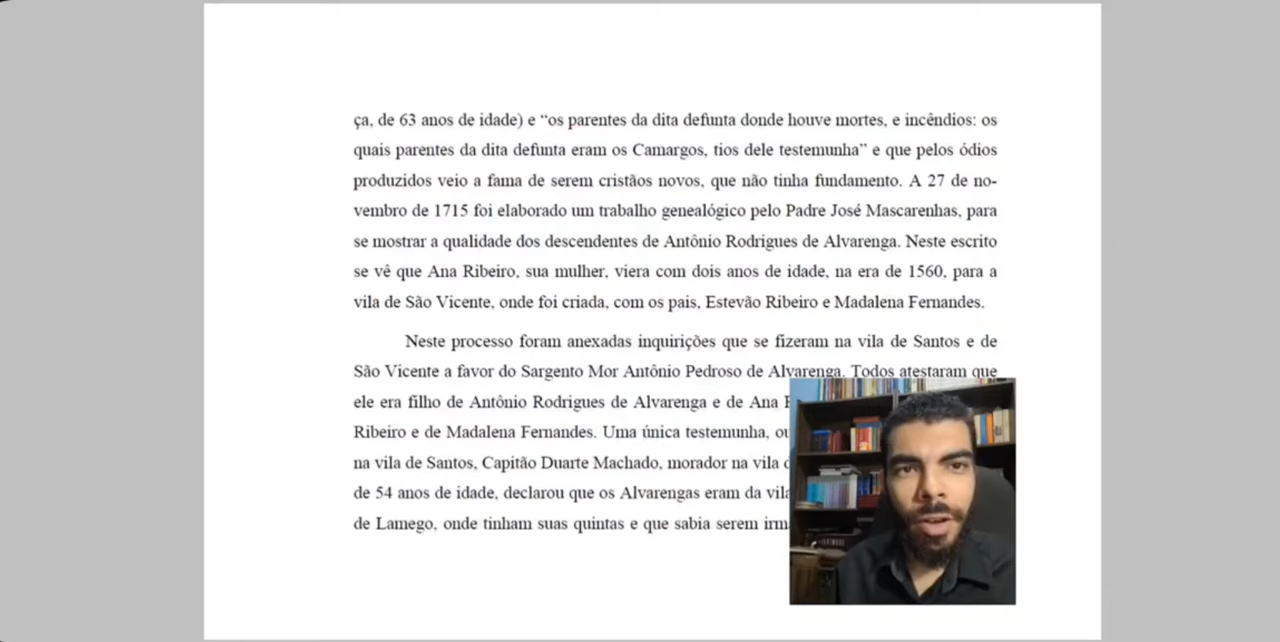 ça, de 63 anos de idade) e “os parentes da dita defunta donde houve mortes, e incêndios: os
quais parentes da dita defunta eram os Camargos, tios dele testemunha” e que pelos ódios
produzidos veio a fama de serem cristãos novos, que não tinha fundamento. A 27 de no-
vembro de 1715 foi elaborado um trabalho genealógico pelo Padre José Mascarenhas, para
se mostrar a qualidade dos descendentes de Antônio Rodrigues de Alvarenga. Neste escrito
se vê que Ana Ribeiro, sua mulher, viera com dois anos de idade, na era de 1560, para a
vila de São Vicente, onde foi criada, com os pais, Estevão Ribeiro e Madalena Fernandes.
Neste processo foram anexadas inquirições que se fizeram na vila de Santos e de
São Vicente a favor do Sargento Mor Antônio Pedroso de Alvarenga. Todos atestaram que
ele era filho de Antônio Rodrigues de Alvarenga e de Ana
Ribeiro e de Madalena Fernandes. Uma única testemunha,
na vila de Santos, Capitão Duarte Machado, morador na vila
de 54 anos de idade, declarou que os Alvarengas eram da vila
de Lamego, onde tinham suas quintas e que sabia serem